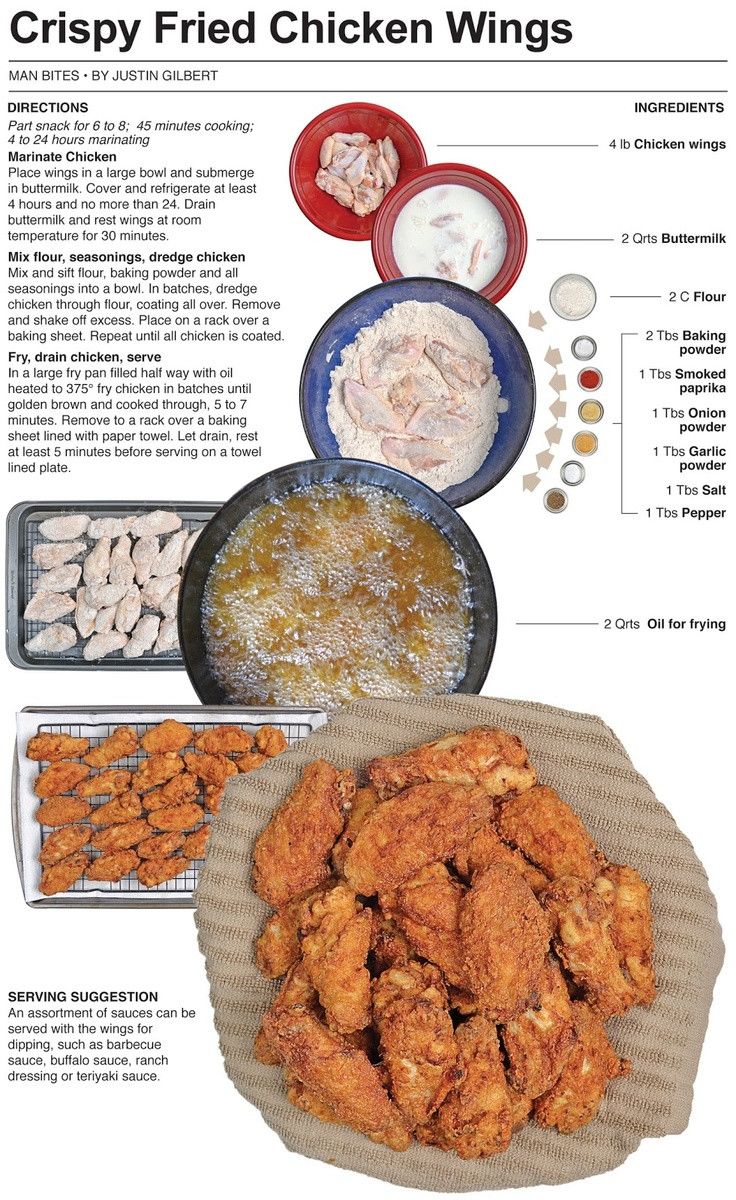 Crispy Fried Chicken Wings
MAN BITES • BY JUSTIN GILBERT
DIRECTIONS
Part snack for 6 to 8;  45 minutes cooking;
4 to 24 hours marinating
Marinate Chicken
Place wings in a large bowl and submerge
in buttermilk. Cover and refrigerate at least
4 hours and no more than 24. Drain
buttermilk and rest wings at room
temperature for 30 minutes.
Mix flour, seasonings, dredge chicken
Mix and sift flour, baking powder and all
seasonings into a bowl. In batches, dredge
chicken through flour, coating all over. Remove
and shake off excess. Place on a rack over a
baking sheet. Repeat until all chicken is coated.
Fry, drain chicken, serve
In a large fry pan filled half way with oil
heated to 375° fry chicken in batches until
golden brown and cooked through, 5 to 7
minutes. Remove to a rack over a baking
sheet lined with paper towel. Let drain, rest
at least 5 minutes before serving on a towel
lined plate.
INGREDIENTS
4 lb Chicken wings
2 Qrts Buttermilk
2 C Flour
2 Tbs Baking
powder
1 Tbs Smoked
paprika
1 Tbs Onion
powder
1 Tbs Garlic
powder
1 Tbs Salt
1 Tbs Pepper
2 Qrts  Oil for frying
SERVING SUGGESTION
An assortment of sauces can be
served with the wings for
dipping, such as barbecue
sauce, buffalo sauce, ranch
dressing or teriyaki sauce.